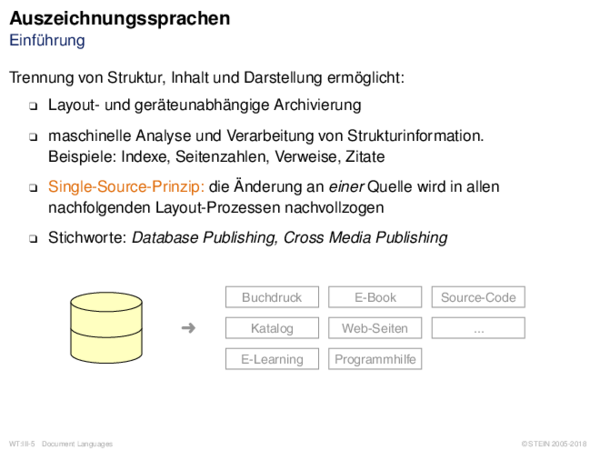 Auszeichnungssprachen
Einführung
Trennung von Struktur, Inhalt und Darstellung ermöglicht:
❑ Layout- und geräteunabhängige Archivierung
❑ maschinelle Analyse und Verarbeitung von Strukturinformation.
Beispiele: Indexe, Seitenzahlen, Verweise, Zitate
❑ Single-Source-Prinzip: die Änderung an einer Quelle wird in allen
nachfolgenden Layout-Prozessen nachvollzogen
❑ Stichworte: Database Publishing, Cross Media Publishing
Buchdruck E-Book Source-Code
Katalog Web-Seiten ...
E-Learning Programmhilfe
WT:III-5 Document Languages © STEIN 2005-2018